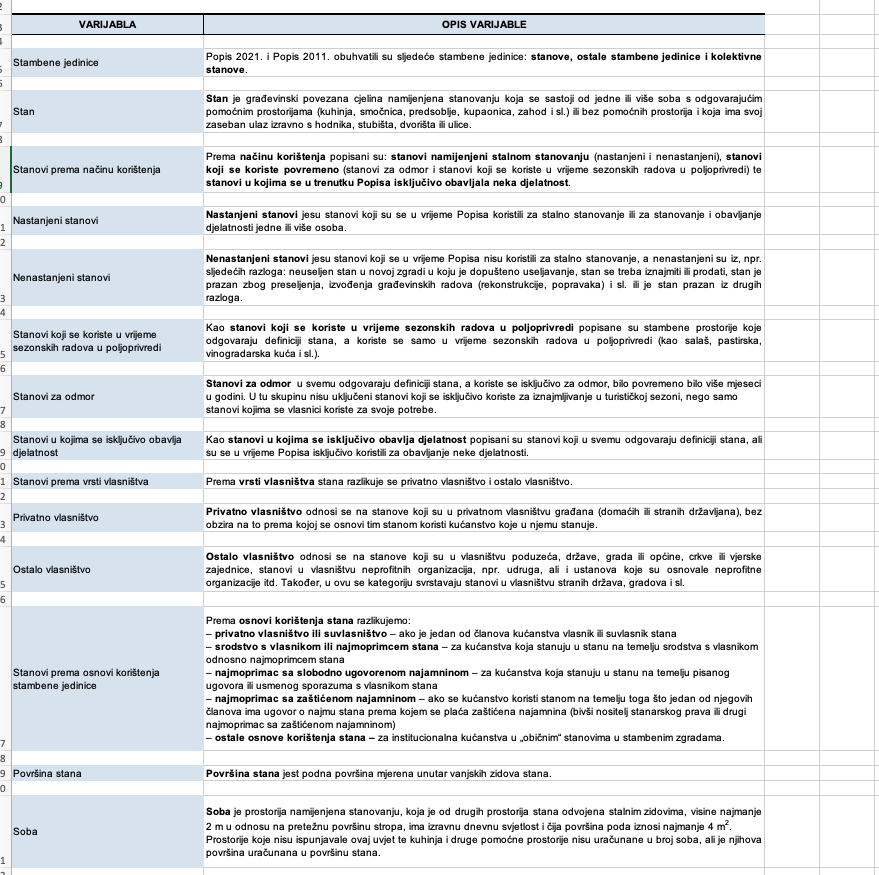 VARIJABLA OPIS VARIJABLE
Stambene jedinice
Popis 2021. i Popis 2011. obuhvatili su sljedeće stambene jedinice: stanove, ostale stambene jedinice i kolektivne
stanove.
Stan
Stan je građevinski povezana cjelina namijenjena stanovanju koja se sastoji od jedne ili više soba s odgovarajućim
pomoćnim prostorijama (kuhinja, smočnica, predsoblje, kupaonica, zahod i sl.) ili bez pomoćnih prostorija i koja ima svoj
zaseban ulaz izravno s hodnika, stubišta, dvorišta ili ulice.
Stanovi prema načinu korištenja
Prema načinu korištenja popisani su: stanovi namijenjeni stalnom stanovanju (nastanjeni i nenastanjeni), stanovi
koji se koriste povremeno (stanovi za odmor i stanovi koji se koriste u vrijeme sezonskih radova u poljoprivredi) te
stanovi u kojima se u trenutku Popisa isključivo obavljala neka djelatnost.
Nastanjeni stanovi
Nastanjeni stanovi jesu stanovi koji su se u vrijeme Popisa koristili za stalno stanovanje ili za stanovanje i obavljanje
djelatnosti jedne ili više osoba.
Nenastanjeni stanovi
Nenastanjeni stanovi jesu stanovi koji se u vrijeme Popisa nisu koristili za stalno stanovanje, a nenastanjeni su iz, npr.
sljedećih razloga: neuseljen stan u novoj zgradi u koju je dopušteno useljavanje, stan se treba iznajmiti ili prodati, stan je
prazan zbog preseljenja, izvođenja građevinskih radova (rekonstrukcije, popravaka) i sl. ili je stan prazan iz drugih
razloga.
Stanovi koji se koriste u vrijeme
sezonskih radova u poljoprivredi
Kao stanovi koji se koriste u vrijeme sezonskih radova u poljoprivredi popisane su stambene prostorije koje
odgovaraju definiciji stana, a koriste se samo u vrijeme sezonskih radova u poljoprivredi (kao salaš, pastirska,
vinogradarska kuća i sl.).
Stanovi za odmor
Stanovi za odmor u svemu odgovaraju definiciji stana, a koriste se isključivo za odmor, bilo povremeno bilo više mjeseci
u godini. U tu skupinu nisu uključeni stanovi koji se isključivo koriste za iznajmljivanje u turističkoj sezoni, nego samo
stanovi kojima se vlasnici koriste za svoje potrebe.
Stanovi u kojima se isključivo obavlja
djelatnost
Kao stanovi u kojima se isključivo obavlja djelatnost popisani su stanovi koji u svemu odgovaraju definiciji stana, ali
su se u vrijeme Popisa isključivo koristili za obavljanje neke djelatnosti.
Stanovi prema vrsti vlasništva
Prema vrsti vlasništva stana razlikuje se privatno vlasništvo i ostalo vlasništvo.
Privatno vlasništvo
Privatno vlasništvo odnosi se na stanove koji su u privatnom vlasništvu građana (domaćih ili stranih državljana), bez
obzira na to prema kojoj se osnovi tim stanom koristi kućanstvo koje u njemu stanuje.
Ostalo vlasništvo
Ostalo vlasništvo odnosi se na stanove koji su u vlasništvu poduzeća, države, grada ili općine, crkve ili vjerske
zajednice, stanovi u vlasništvu neprofitnih organizacija, npr. udruga, ali i ustanova koje su osnovale neprofitne
organizacije itd. Također, u ovu se kategoriju svrstavaju stanovi u vlasništvu stranih država, gradova i sl.
Stanovi prema osnovi korištenja
stambene jedinice
Prema osnovi korištenja stana razlikujemo:
– privatno vlasništvo ili suvlasništvo – ako je jedan od članova kućanstva vlasnik ili suvlasnik stana
– srodstvo s vlasnikom ili najmoprimcem stana – za kućanstva koja stanuju u stanu na temelju srodstva s vlasnikom
odnosno najmoprimcem stana
– najmoprimac sa slobodno ugovorenom najamninom – za kućanstva koja stanuju u stanu na temelju pisanog
ugovora ili usmenog sporazuma s vlasnikom stana
– najmoprimac sa zaštićenom najamninom – ako se kućanstvo koristi stanom na temelju toga što jedan od njegovih
članova ima ugovor o najmu stana prema kojem se plaća zaštićena najamnina (bivši nositelj stanarskog prava ili drugi
najmoprimac sa zaštićenom najamninom)
– ostale osnove korištenja stana – za institucionalna kućanstva u „običnim“ stanovima u stambenim zgradama.
Površina stana
Površina stana jest podna površina mjerena unutar vanjskih zidova stana.
Soba
Soba je prostorija namijenjena stanovanju, koja je od drugih prostorija stana odvojena stalnim zidovima, visine najmanje
2 m u odnosu na pretežnu površinu stropa, ima izravnu dnevnu svjetlost i čija površina poda iznosi najmanje 4 m².
Prostorije koje nisu ispunjavale ovaj uvjet te kuhinja i druge pomoćne prostorije nisu uračunane u broj soba, ali je njihova
površina uračunana u površinu stana.